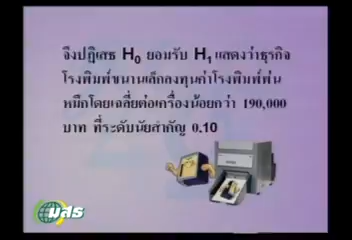 จึงปฏิเสธ H₀ ยอมรับ H₁ แสดงว่าธุรกิจ
โรงพิมพ์ขนานเล็กลงทุนค่าโรงพิมพ์พ่น
หมึกโดยเฉลี่ยต่อเครื่องน้อยกว่า 190,000
บาท ที่ระดับนัยสำคัญ 0.10
มสธ